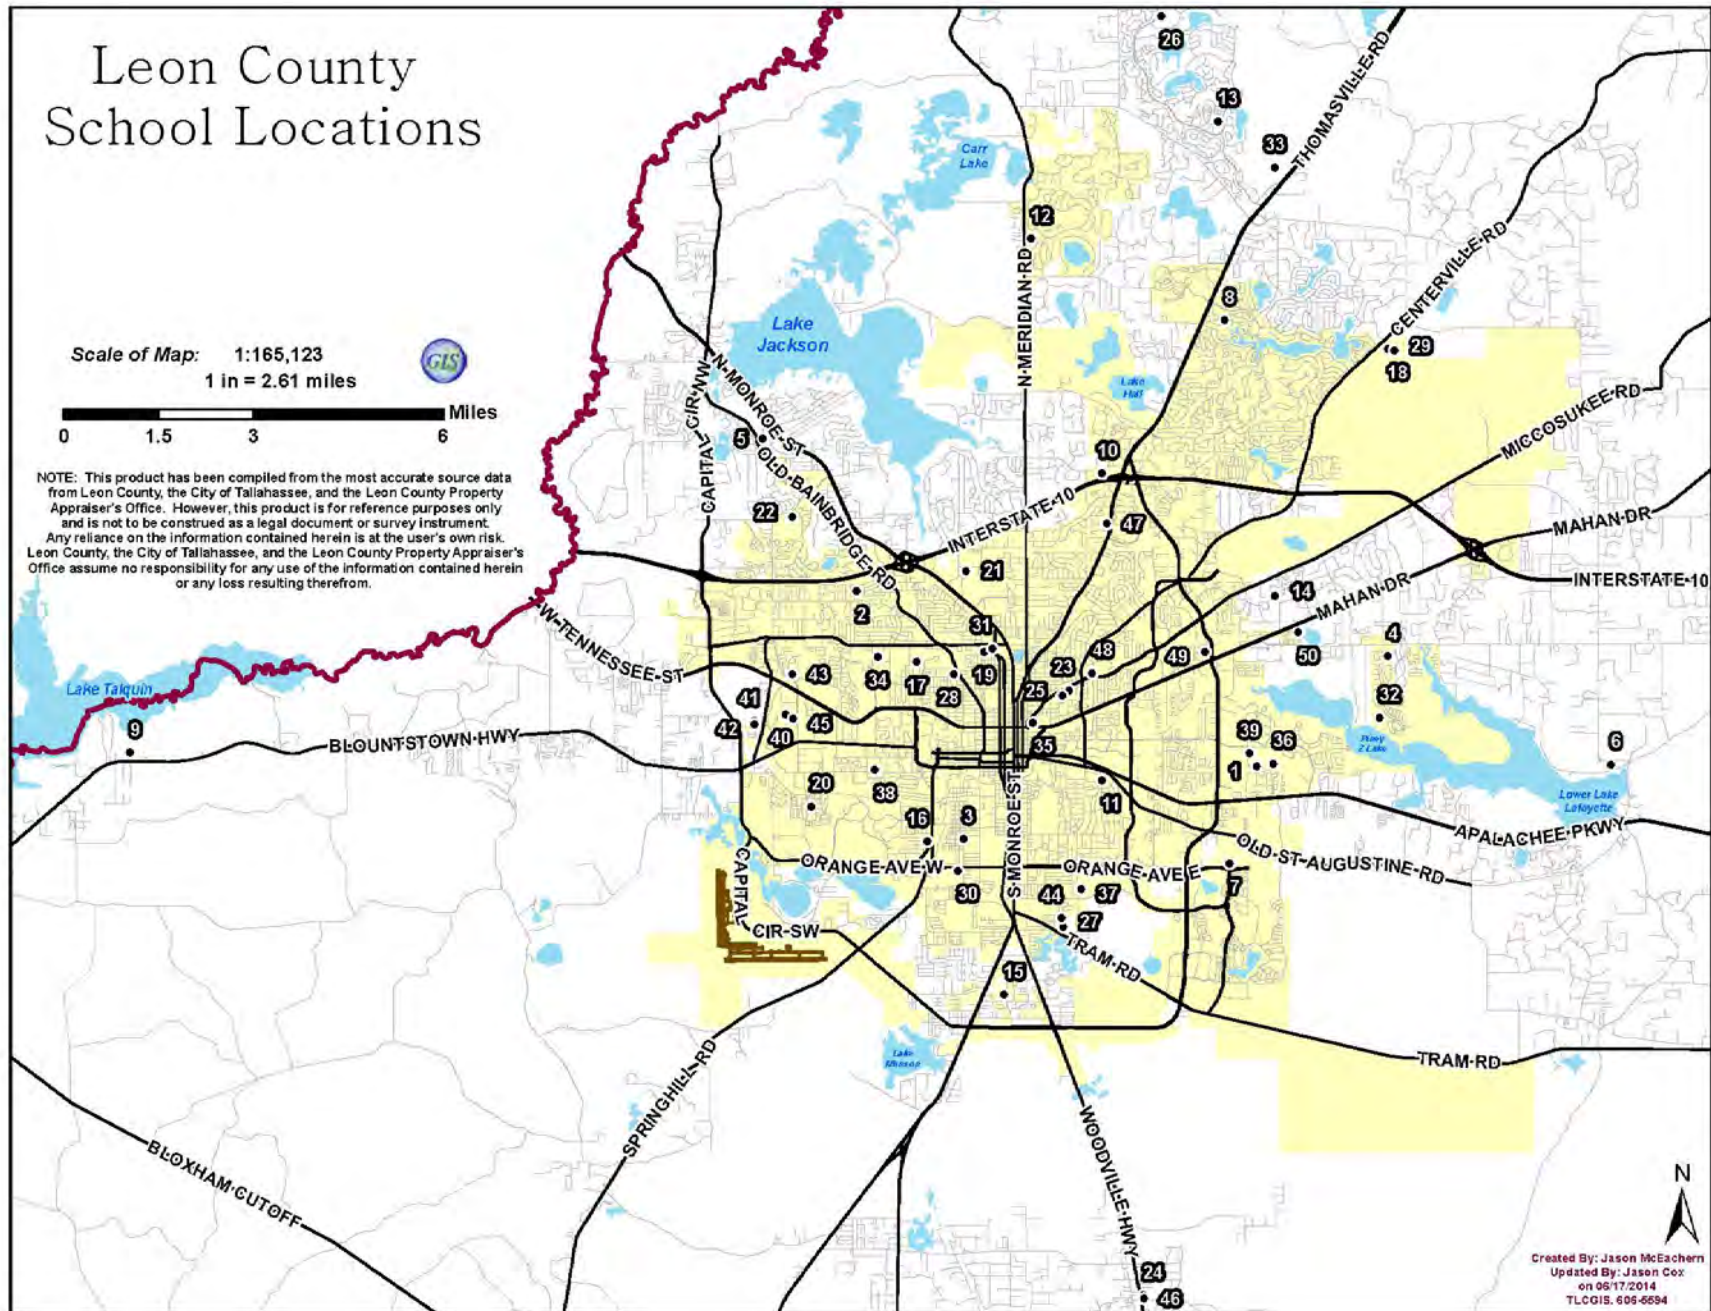 Leon County
School Locations
Scale of Map: 1:165,123
1 in = 2.61 miles
GIS
Miles
0 1.5 3 6
NOTE: This product has been compiled from the most accurate source data
from Leon County, the City of Tallahassee, and the Leon County Property
Appraiser's Office. However, this product is for reference purposes only
and is not to be construed as a legal document or survey instrument.
Any reliance on the information contained herein is at the user's own risk.
Leon County, the City of Tallahassee, and the Leon County Property Appraiser's
Office assume no responsibility for any use of the information contained herein
or any loss resulting therefrom.
26
13
33
THOMASVILLE RD
Carr
Lake
12
N MERIDIAN RD
8
CENTERVILLE RD
29
18
Lake
Jackson
Lake
Hall
CAPITAL CIR NW
N MONROE ST
5
OLD BAINBRIDGE RD
10
MICCOSUKEE RD
22
47
INTERSTATE 10
MAHAN DR
21
INTERSTATE 10
2
14
MAHAN DR
W TENNESSEE ST
31
50
4
43
34
17
28
19
25
23
48
49
32
Lake Talquin
9
41
42
40
45
BLOUNTSTOWN HWY
35
39
1
36
Piney
Z Lake
6
20
38
11
Lower Lake
Lafayette
16
3
S MONROE ST
APALACHEE PKWY
CAPITAL
CIR SW
ORANGE AVE W
ORANGE AVE E
OLD ST AUGUSTINE RD
30
44
37
7
27
TRAM RD
15
Lake
Munson
TRAM RD
SPRINGHILL RD
WOODVILLE HWY
BLOXHAM CUTOFF
24
46
N
Created By: Jason McEachern
Updated By: Jason Cox
on 06/17/2014
TLCGIS. 606-5594